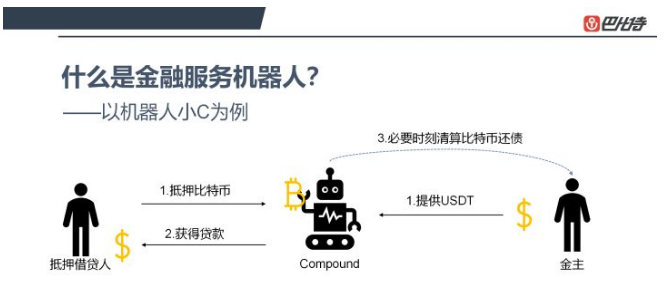 巴比特
什么是金融服务机器人?
——以机器人小C为例
3.必要时刻清算比特币还债
1.抵押比特币
1.提供USDT
2.获得贷款
抵押借贷人
Compound
金主